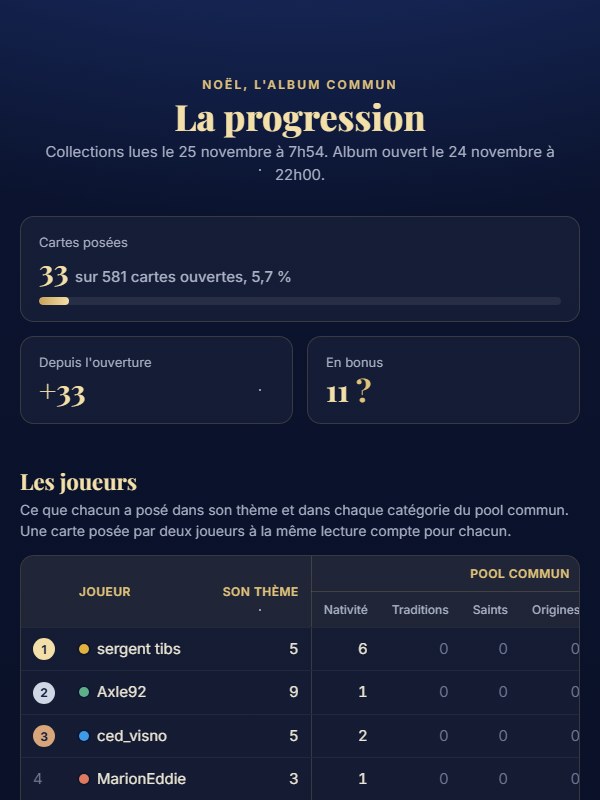 NOËL, L'ALBUM COMMUN
La progression
Collections lues le 25 novembre à 7h54. Album ouvert le 24 novembre à
22h00.
Cartes posées
33 sur 581 cartes ouvertes, 5,7 %
Depuis l'ouverture
+33
En bonus
11 ?
Les joueurs
Ce que chacun a posé dans son thème et dans chaque catégorie du pool commun.
Une carte posée par deux joueurs à la même lecture compte pour chacun.
POOL COMMUN
JOUEUR SON THÈME
Nativité Traditions Saints Origines
1 sergent tibs 5 6 0 0 0
2 Axle92 9 1 0 0 0
3 ced_visno 5 2 0 0 0
4 MarionEddie 3 1 0 0 0